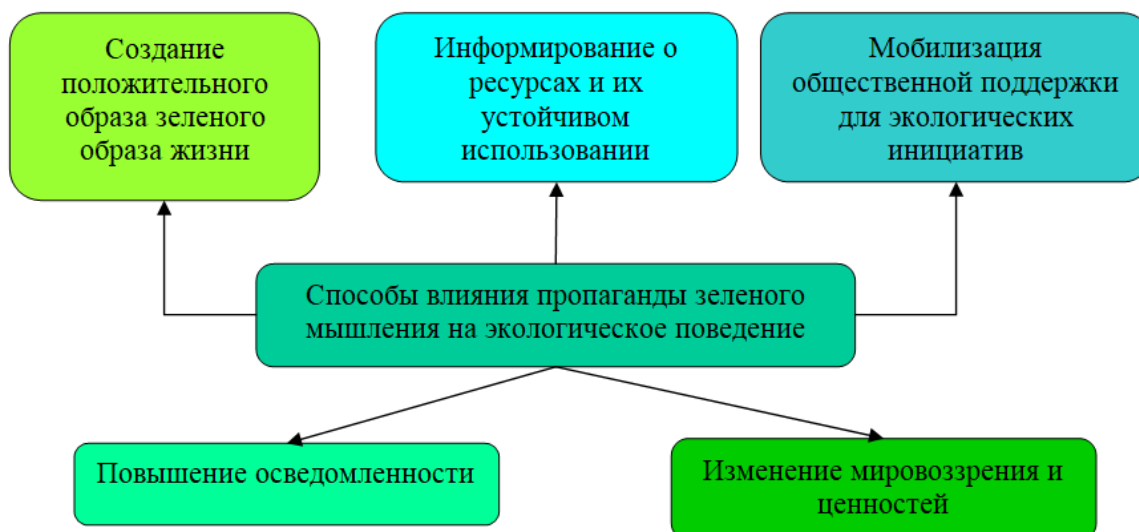 Создание
положительного
образа зеленого
образа жизни
Информирование о
ресурсах и их
устойчивом
использовании
Мобилизация
общественной поддержки
для экологических
инициатив
Способы влияния пропаганды зеленого
мышления на экологическое поведение
Повышение осведомленности
Изменение мировоззрения и
ценностей